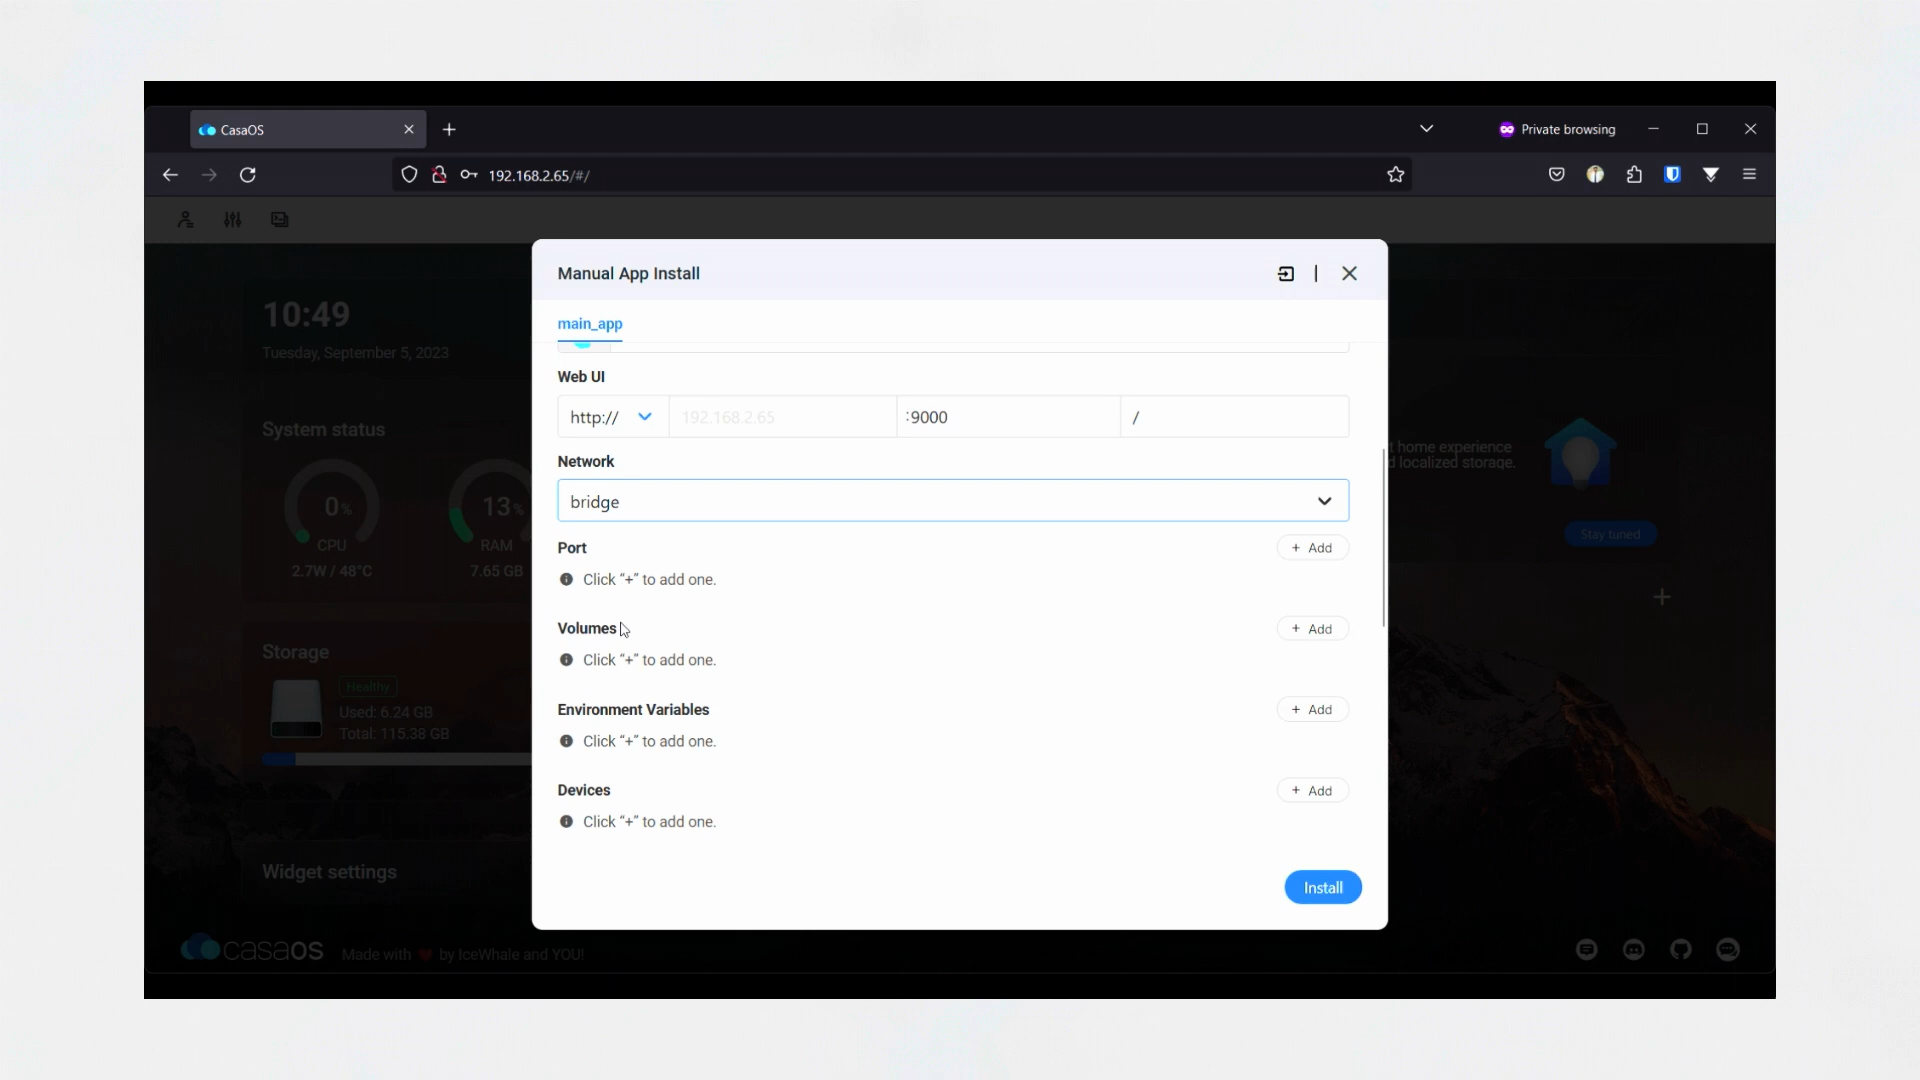 CasaOS
Private browsing
192.168.2.65/#/
Manual App Install
main_app
10:49
Tuesday, September 5, 2023
Web UI
http://
192.168.2.65
:9000
/
Network
bridge
System status
0%
CPU
2.7W / 48°C
13%
RAM
7.65 GB
t home experience
d localized storage.
Stay tuned
Port
+ Add
Click "+" to add one.
Volumes
+ Add
Click "+" to add one.
Storage
Healthy
Used: 6.24 GB
Total: 115.38 GB
Environment Variables
+ Add
Click "+" to add one.
Devices
+ Add
Click "+" to add one.
Widget settings
Install
casaos
Made with ♥ by IceWhale and YOU!